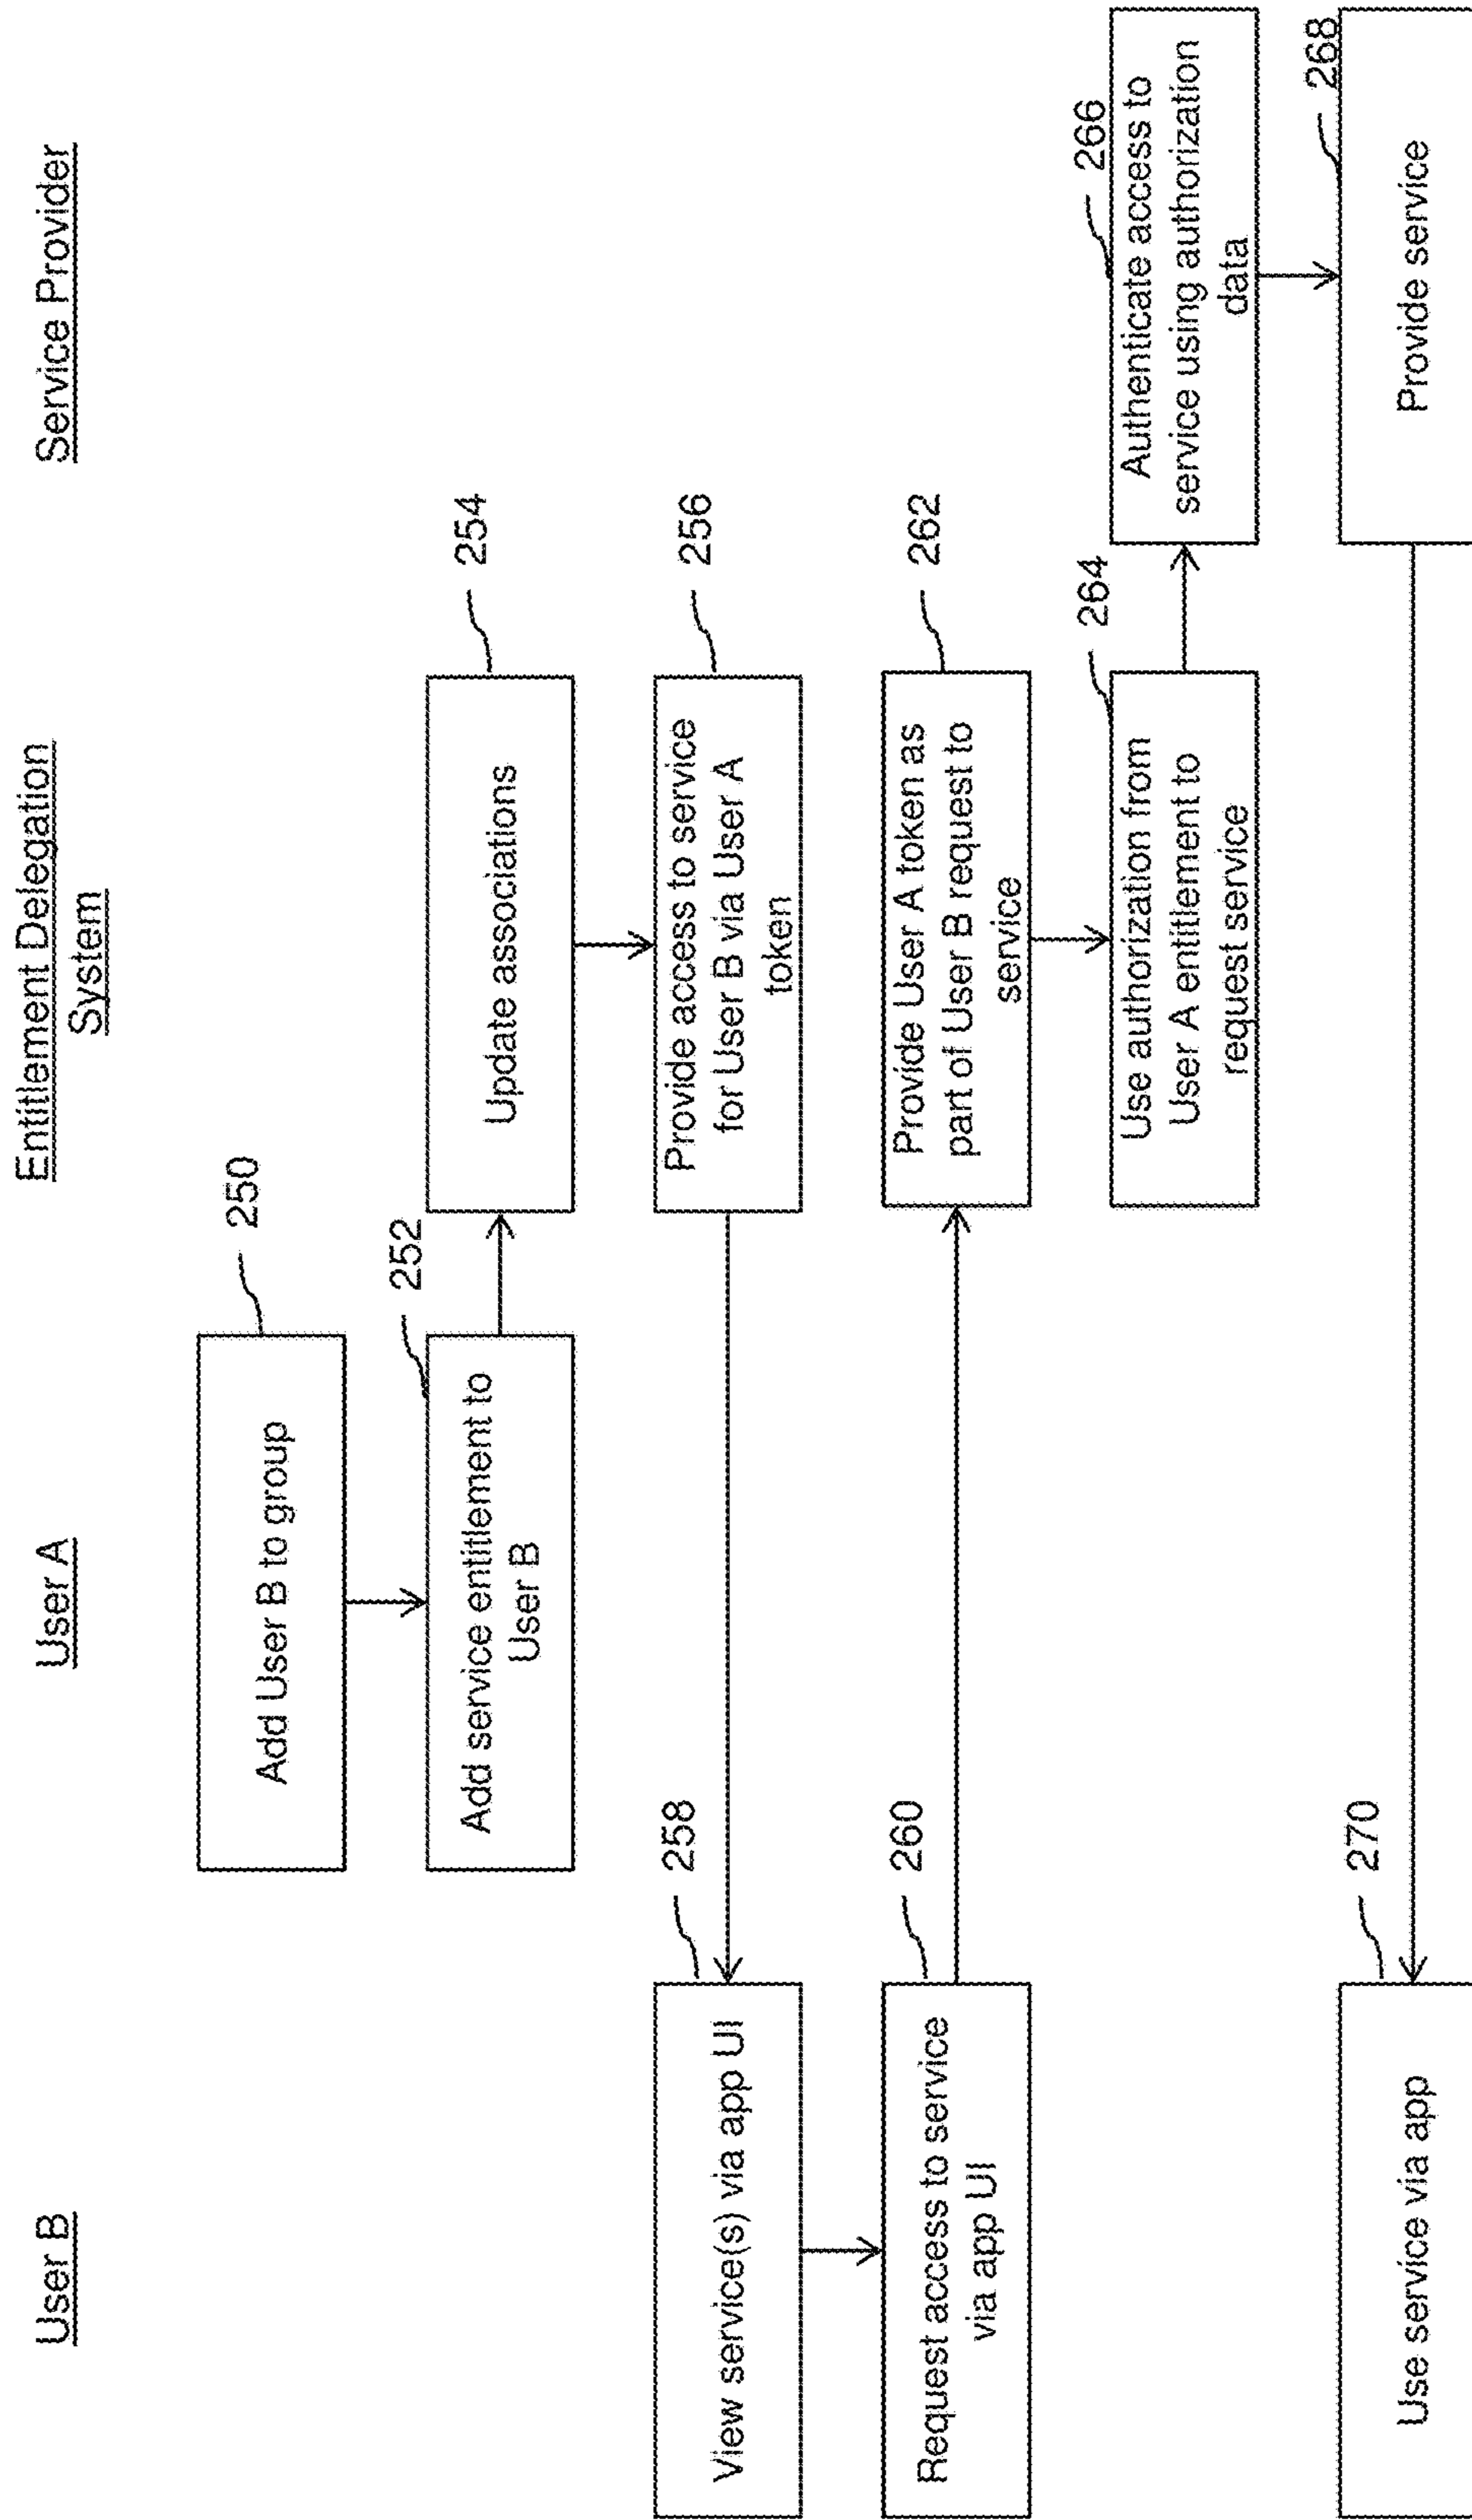 User B
User A
Entitlement Delegation
System
Service Provider
250
Add User B to group
252
Add service entitlement to
User B
254
Update associations
256
Provide access to service
for User B via User A
token
258
View service(s) via app UI
260
Request access to service
via app UI
262
Provide User A token as
part of User B request to
service
264
Use authorization from
User A entitlement to
request service
266
Authenticate access to
service using authorization
data
268
Provide service
270
Use service via app